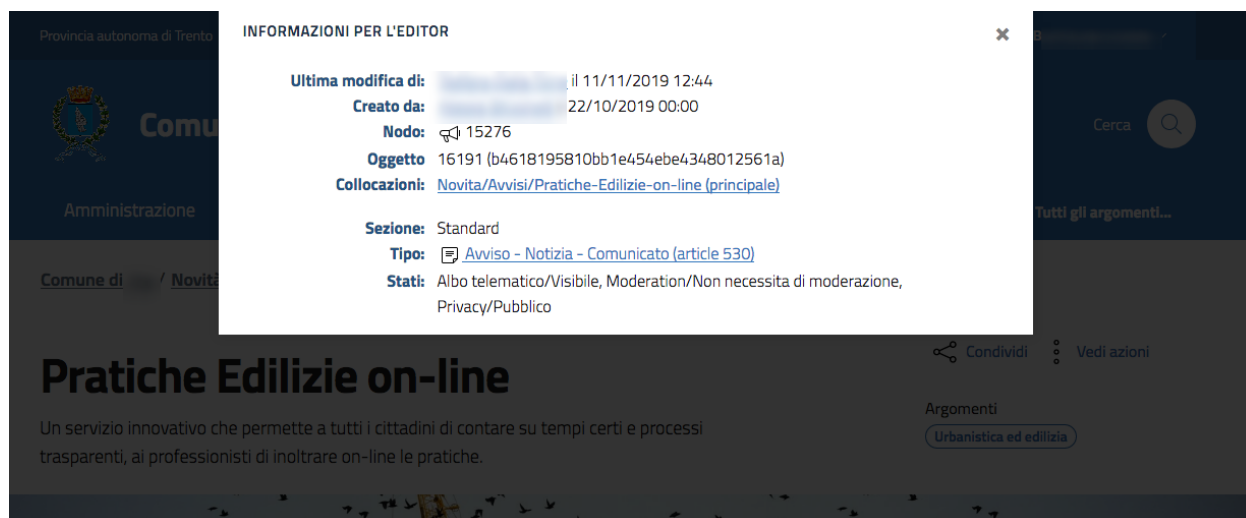 Provincia autonoma di Trento
INFORMAZIONI PER L'EDITOR
Ultima modifica di: il 11/11/2019 12:44
Creato da: 22/10/2019 00:00
Nodo: 15276
Oggetto 16191 (b4618195810bb1e454ebe4348012561a)
Collocazioni: Novita/Avvisi/Pratiche-Edilizie-on-line (principale)
Sezione: Standard
Tipo: Avviso - Notizia - Comunicato (article 530)
Stati: Albo telematico/Visibile, Moderation/Non necessita di moderazione,
Privacy/Pubblico
Comu
Cerca
Amministrazione
Tutti gli argomenti...
Comune di / Novità
Condividi
Vedi azioni
Pratiche Edilizie on-line
Un servizio innovativo che permette a tutti i cittadini di contare su tempi certi e processi
trasparenti, ai professionisti di inoltrare on-line le pratiche.
Argomenti
Urbanistica ed edilizia